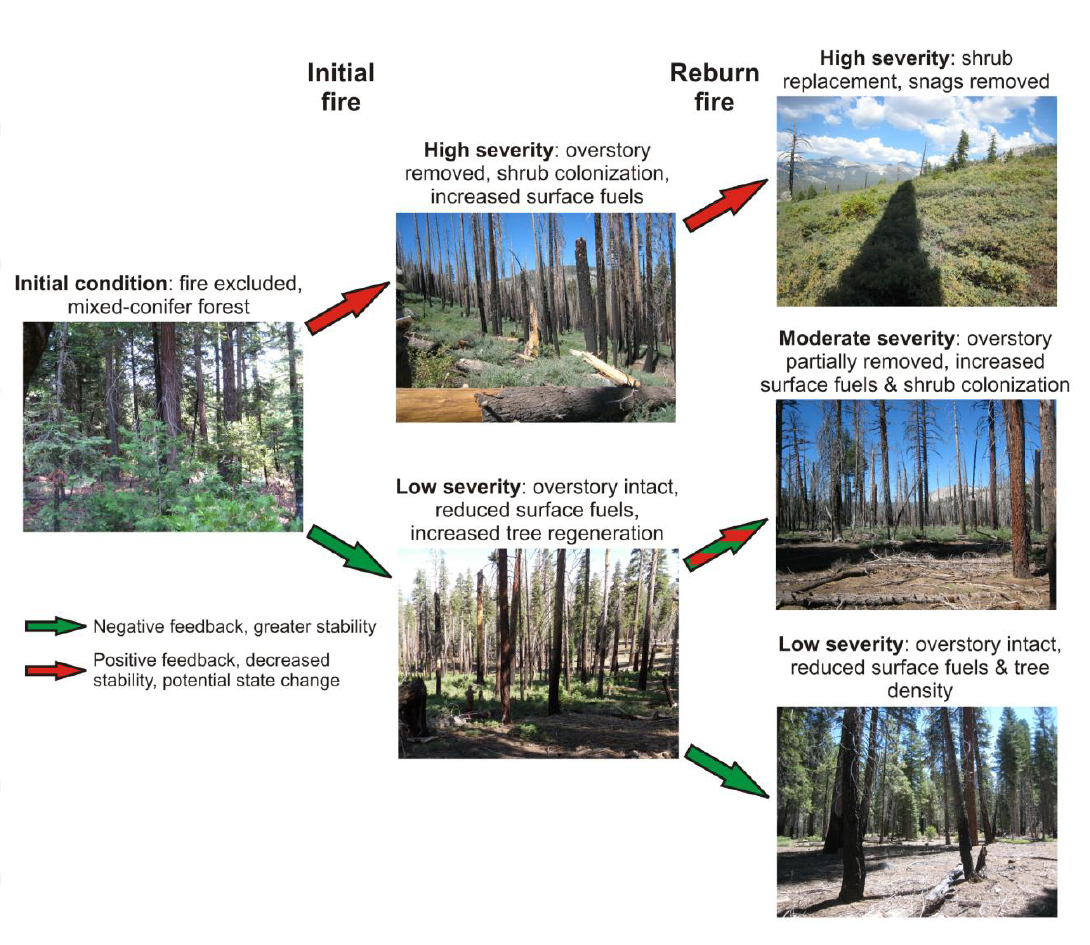 Initial
fire
Reburn
fire
High severity: shrub
replacement, snags removed
High severity: overstory
removed, shrub colonization,
increased surface fuels
Initial condition: fire excluded,
mixed-conifer forest
Moderate severity: overstory
partially removed, increased
surface fuels & shrub colonization
Low severity: overstory intact,
reduced surface fuels,
increased tree regeneration
Negative feedback, greater stability
Positive feedback, decreased
stability, potential state change
Low severity: overstory intact,
reduced surface fuels & tree
density